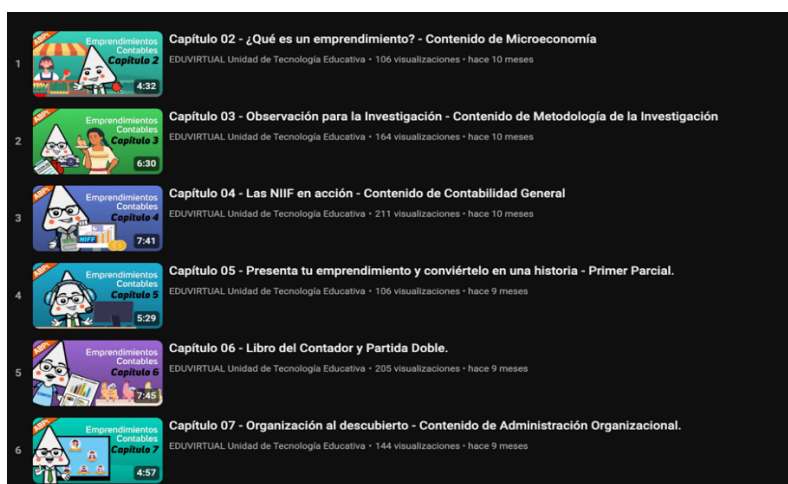 1
ABPI
Emprendimientos
Contables
Capítulo 2
4:32
Capítulo 02 - ¿Qué es un emprendimiento? - Contenido de Microeconomía
EDUVIRTUAL Unidad de Tecnología Educativa • 106 visualizaciones • hace 10 meses
2
ABPI
Emprendimientos
Contables
Capítulo 3
6:30
Capítulo 03 - Observación para la Investigación - Contenido de Metodología de la Investigación
EDUVIRTUAL Unidad de Tecnología Educativa • 164 visualizaciones • hace 10 meses
3
ABPI
Emprendimientos
Contables
Capítulo 4
NIFF
7:41
Capítulo 04 - Las NIIF en acción - Contenido de Contabilidad General
EDUVIRTUAL Unidad de Tecnología Educativa • 211 visualizaciones • hace 10 meses
4
ABPI
Emprendimientos
Contables
Capítulo 5
5:29
Capítulo 05 - Presenta tu emprendimiento y conviértelo en una historia - Primer Parcial.
EDUVIRTUAL Unidad de Tecnología Educativa • 106 visualizaciones • hace 9 meses
5
ABPI
Emprendimientos
Contables
Capítulo 6
7:45
Capítulo 06 - Libro del Contador y Partida Doble.
EDUVIRTUAL Unidad de Tecnología Educativa • 205 visualizaciones • hace 9 meses
6
ABPI
Emprendimientos
Contables
Capítulo 7
4:57
Capítulo 07 - Organización al descubierto - Contenido de Administración Organizacional.
EDUVIRTUAL Unidad de Tecnología Educativa • 144 visualizaciones • hace 9 meses